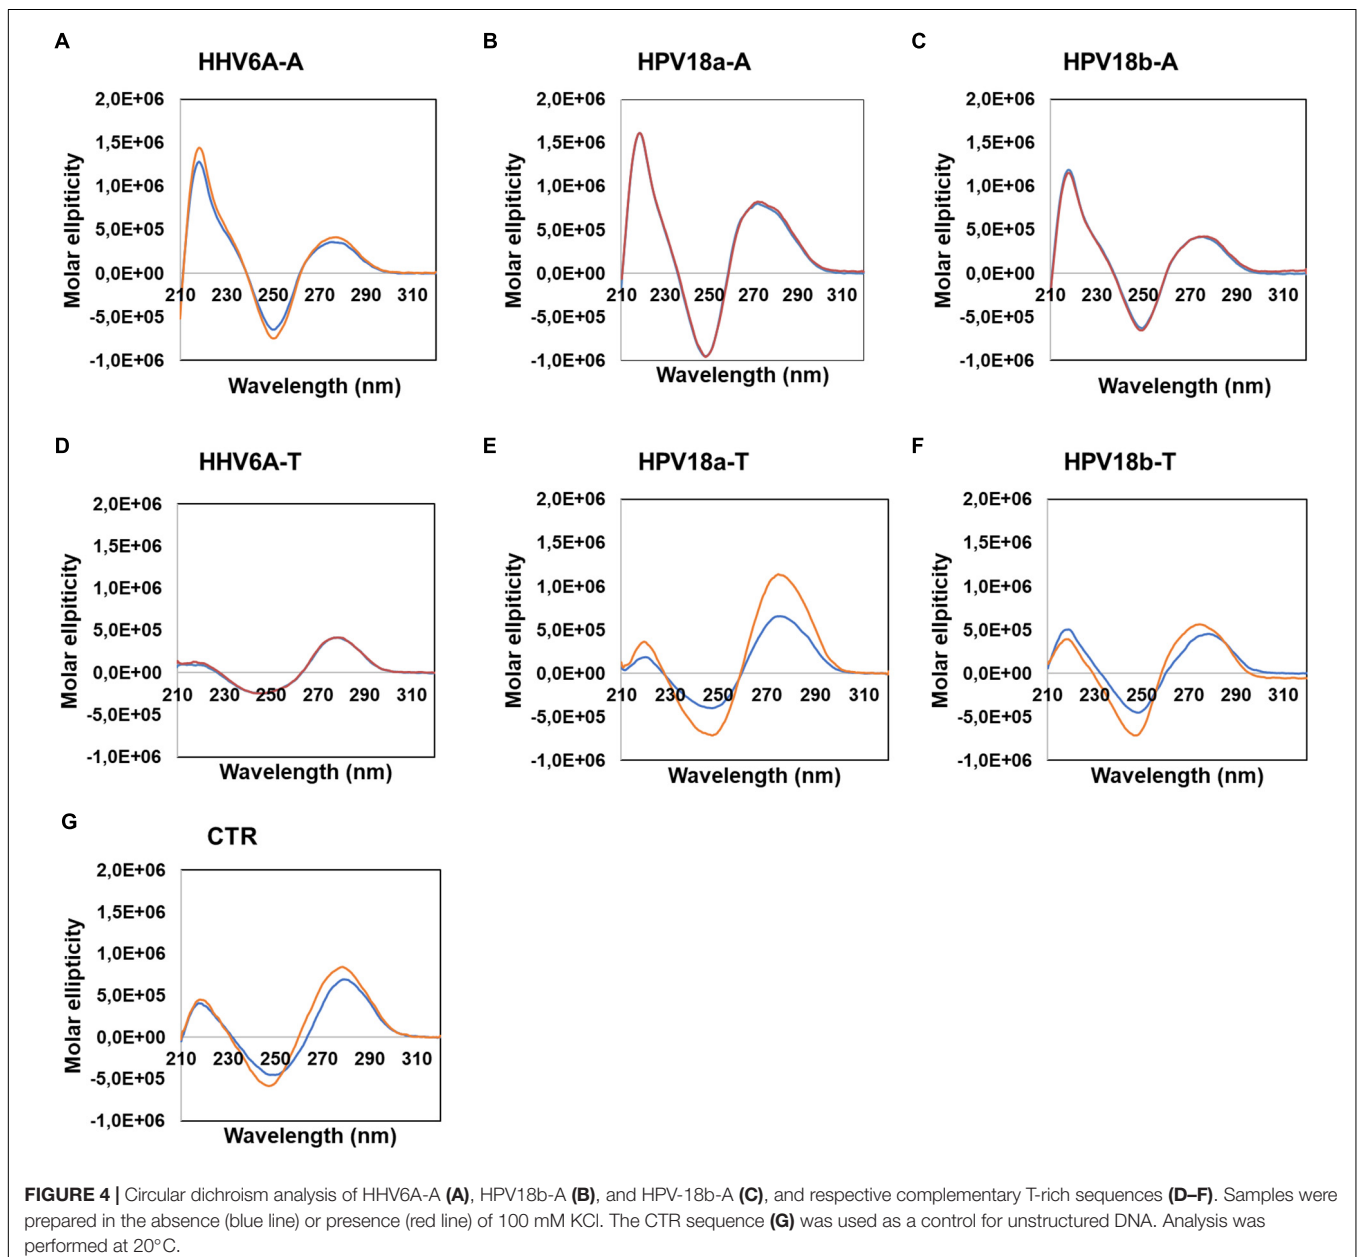 A
HHV6A-A
2,0E+06
1,5E+06
1,0E+06
5,0E+05
0,0E+00
-5,0E+05
-1,0E+06
210 230 250 270 290 310
Molar ellpiticity
Wavelength (nm)
B
HPV18a-A
2,0E+06
1,5E+06
1,0E+06
5,0E+05
0,0E+00
-5,0E+05
-1,0E+06
210 230 250 270 290 310
Molar ellpiticity
Wavelength (nm)
C
HPV18b-A
2,0E+06
1,5E+06
1,0E+06
5,0E+05
0,0E+00
-5,0E+05
-1,0E+06
210 230 250 270 290 310
Molar ellpiticity
Wavelength (nm)
D
HHV6A-T
2,0E+06
1,5E+06
1,0E+06
5,0E+05
0,0E+00
-5,0E+05
-1,0E+06
210 230 250 270 290 310
Molar ellpiticity
Wavelength (nm)
E
HPV18a-T
2,0E+06
1,5E+06
1,0E+06
5,0E+05
0,0E+00
-5,0E+05
-1,0E+06
210 230 250 270 290 310
Molar ellpiticity
Wavelength (nm)
F
HPV18b-T
2,0E+06
1,5E+06
1,0E+06
5,0E+05
0,0E+00
-5,0E+05
-1,0E+06
210 230 250 270 290 310
Molar ellpiticity
Wavelength (nm)
G
CTR
2,0E+06
1,5E+06
1,0E+06
5,0E+05
0,0E+00
-5,0E+05
-1,0E+06
210 230 250 270 290 310
Molar ellipticity
Wavelength (nm)
FIGURE 4 | Circular dichroism analysis of HHV6A-A (A), HPV18b-A (B), and HPV-18b-A (C), and respective complementary T-rich sequences (D–F). Samples were
prepared in the absence (blue line) or presence (red line) of 100 mM KCl. The CTR sequence (G) was used as a control for unstructured DNA. Analysis was
performed at 20°C.